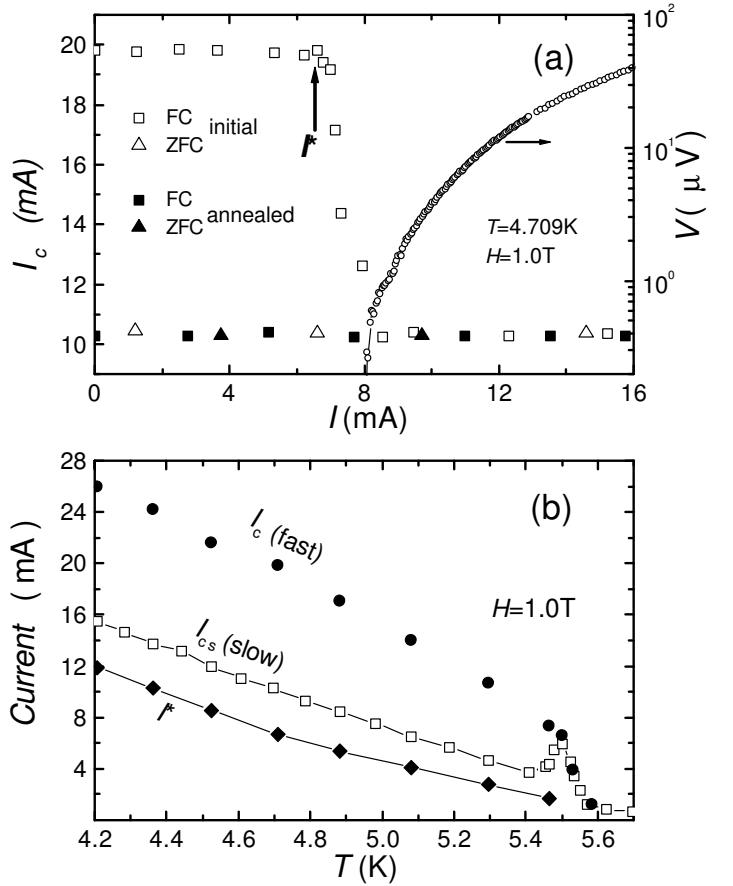 (a)
20
18
16
14
12
10
I_c (mA)
10^2
10^1
10^0
V ( μ V)
I*
FC
initial
ZFC
FC
annealed
ZFC
T=4.709K
H=1.0T
0 4 8 12 16
I (mA)
(b)
28
24
20
16
12
8
4
0
Current ( mA )
I_c (fast)
H=1.0T
I_cs (slow)
I*
4.2 4.4 4.6 4.8 5.0 5.2 5.4 5.6
T (K)